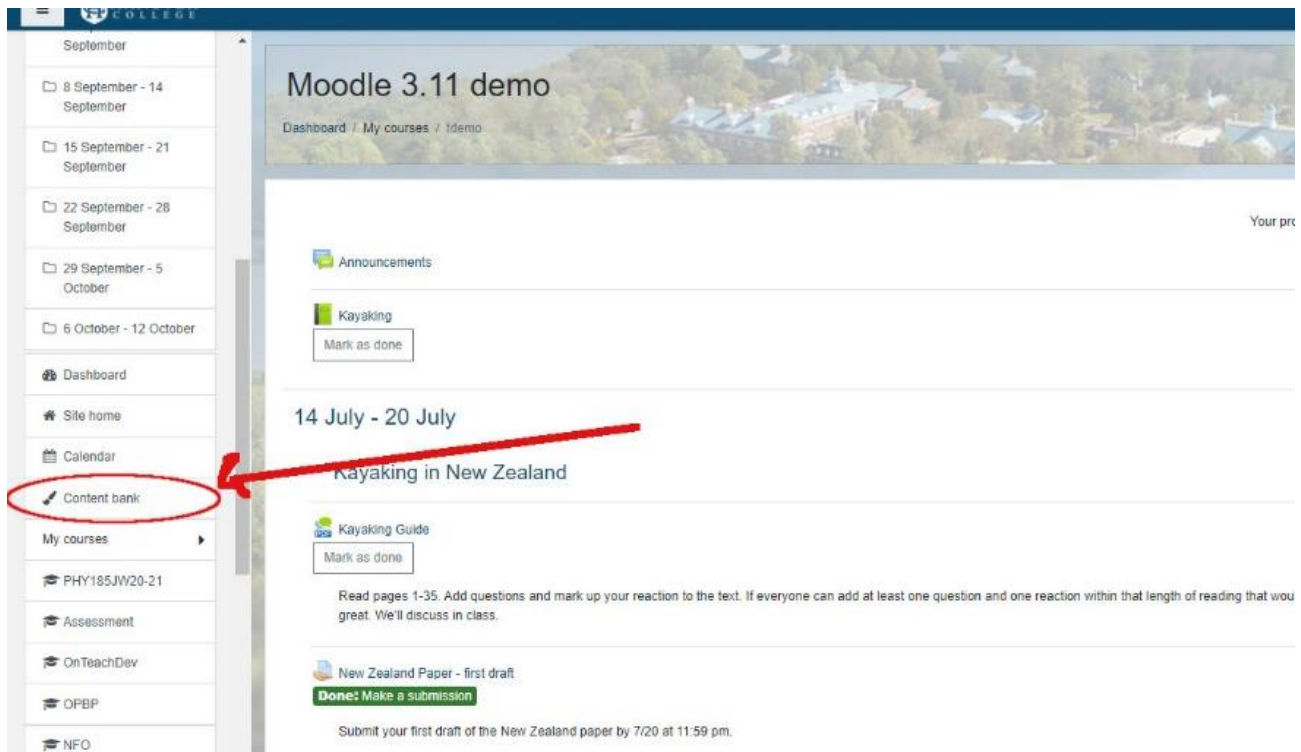 COLLEGE
September
8 September - 14
September
15 September - 21
September
22 September - 28
September
29 September - 5
October
6 October - 12 October
Dashboard
Site home
Calendar
Content bank
My courses
PHY185JW20-21
Assessment
OnTeachDev
OPBP
NFO
Moodle 3.11 demo
Dashboard / My courses / tdemo
Your pro
Announcements
Kayaking
Mark as done
14 July - 20 July
Kayaking in New Zealand
Kayaking Guide
Mark as done
Read pages 1-35. Add questions and mark up your reaction to the text. If everyone can add at least one question and one reaction within that length of reading that wou
great. We'll discuss in class.
New Zealand Paper - first draft
Done: Make a submission
Submit your first draft of the New Zealand paper by 7/20 at 11:59 pm.